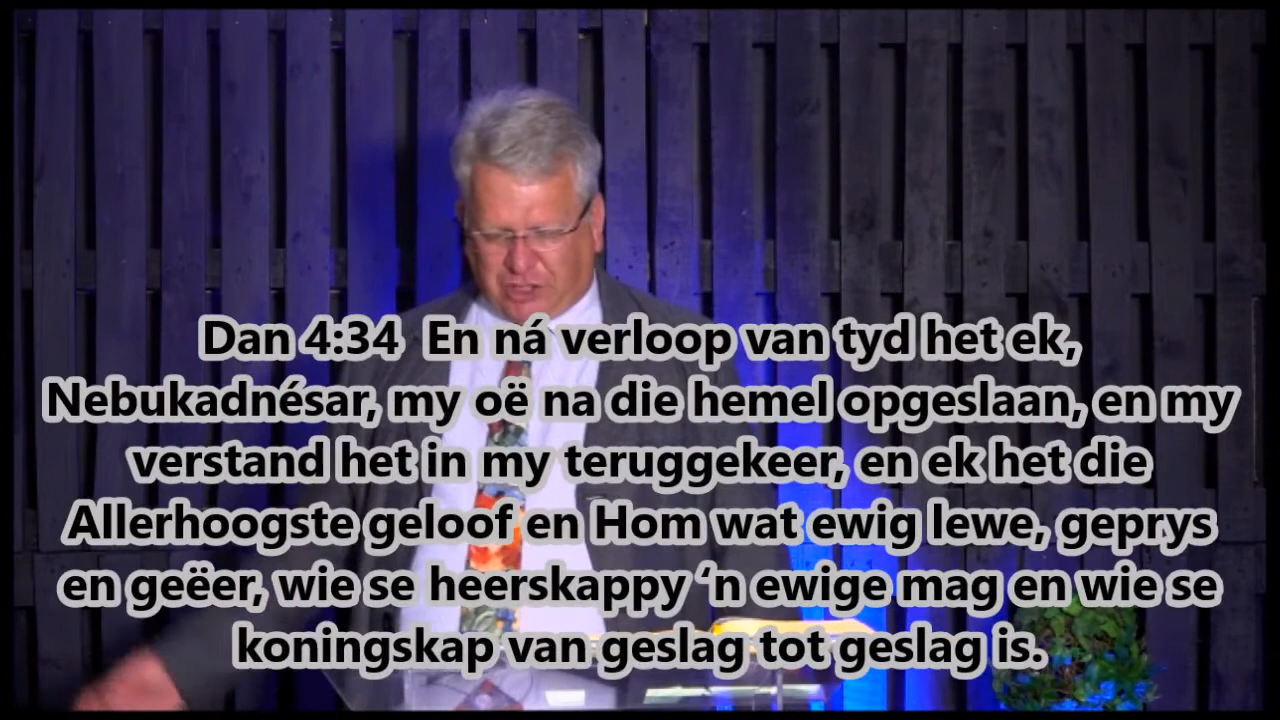 Dan 4:34  En ná verloop van tyd het ek,
Nebukadnésar, my oë na die hemel opgeslaan, en my
verstand het in my teruggekeer, en ek het die
Allerhoogste geloof en Hom wat ewig lewe, geprys
en geëer, wie se heerskappy ‘n ewige mag en wie se
koningskap van geslag tot geslag is.